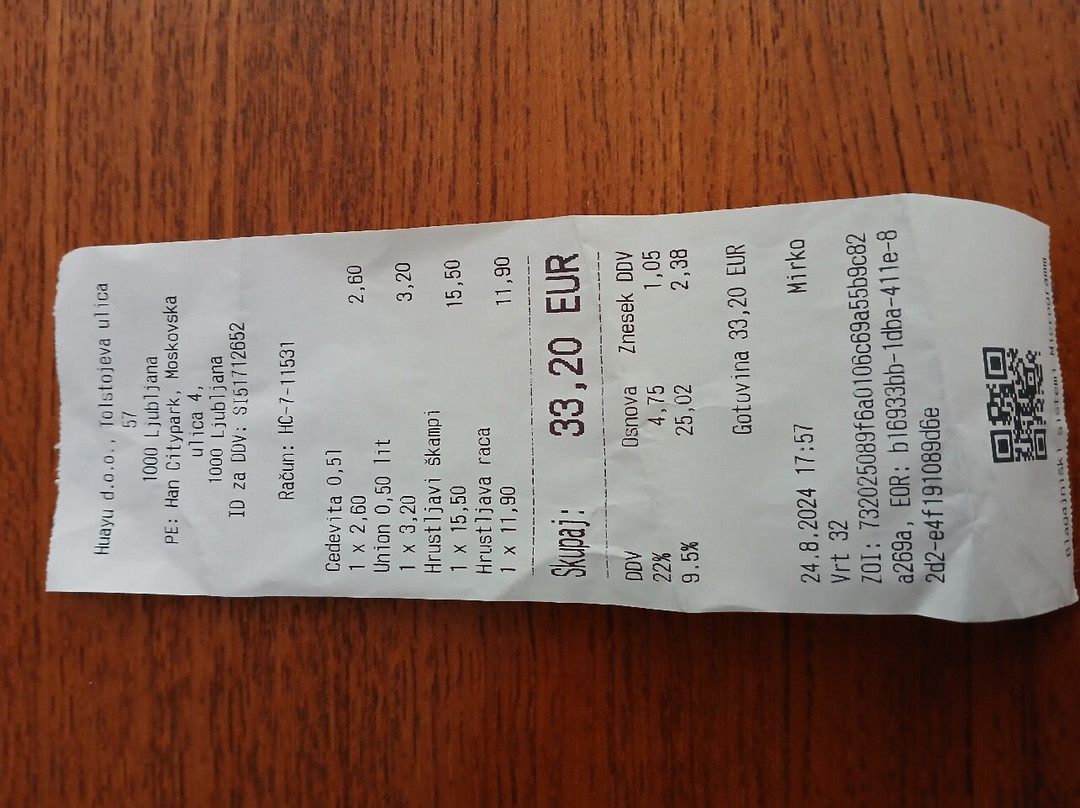 Huayu d.o.o., Tolstojeva ulica
57
1000 Ljubljana
PE: Han Citypark, Moskovska
ulica 4,
1000 Ljubljana
ID za DDV: SI51712652
Račun: HC-7-11531
Cedevita 0,5l
1 x 2,60 2,60
Union 0,50 lit
1 x 3,20 3,20
Hrustljavi škampi
1 x 15,50 15,50
Hrustljava raca
1 x 11,90 11,90
Skupaj: 33,20 EUR
DDV Osnova Znesek DDV
22% 4,75 1,05
9.5% 25,02 2,38
Gotovina 33,20 EUR
24.8.2024 17:57 Mirko
Vrt 32
ZOI: 732025089f6a0106c69a55b9c82
a269a, EOR: b16933bb-1dba-411e-8
2d2-e4f191089d6e
Blagajniški sistemi Microgramm